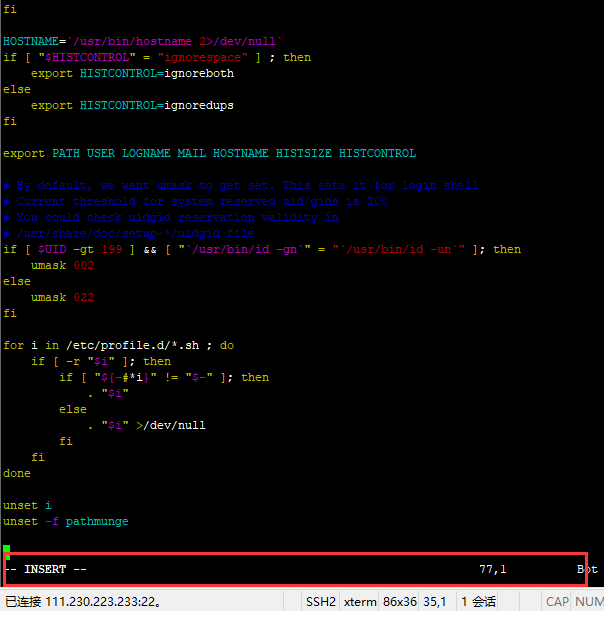 fi
HOSTNAME=`/usr/bin/hostname 2>/dev/null`
if [ "$HISTCONTROL" = "ignorespace" ] ; then
    export HISTCONTROL=ignoreboth
else
    export HISTCONTROL=ignoredups
fi
export PATH USER LOGNAME MAIL HOSTNAME HISTSIZE HISTCONTROL
# By default, we want umask to get set. This sets it for login shell
# Current threshold for system reserved uid/gids is 200
# You could check uidgid reservation validity in
# /usr/share/doc/setup-*/uidgid file
if [ $UID -gt 199 ] && [ "`/usr/bin/id -gn`" = "`/usr/bin/id -un`" ]; then
    umask 002
else
    umask 022
fi
for i in /etc/profile.d/*.sh ; do
    if [ -r "$i" ]; then
        if [ "${-#*i}" != "$-" ]; then
            . "$i"
        else
            . "$i" >/dev/null
        fi
    fi
done
unset i
unset -f pathmunge
-- INSERT -- 77,1 Bot
已连接 111.230.223.233:22。 SSH2 xterm 86x36 35,1 1 会话 CAP NUM